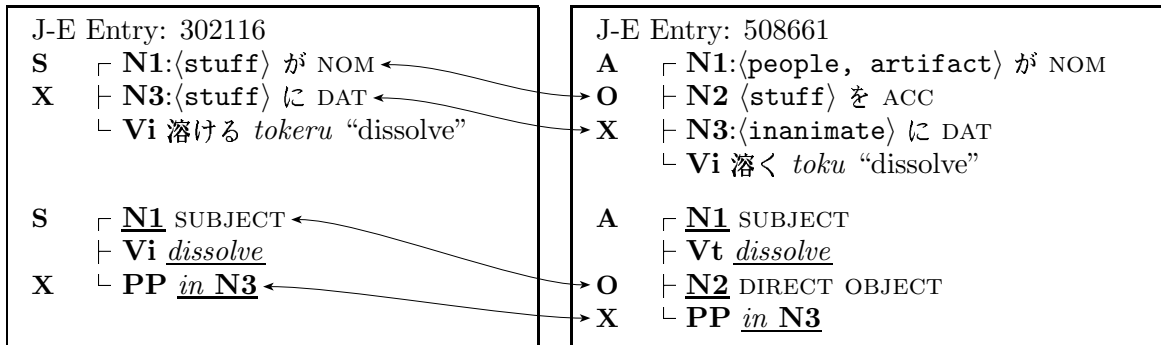 J-E Entry: 302116
S ┌ N1:⟨stuff⟩ が NOM
X ├ N3:⟨stuff⟩ に DAT
└ Vi 溶ける tokeru “dissolve”
S ┌ N1 SUBJECT
├ Vi dissolve
X └ PP in N3
J-E Entry: 508661
A ┌ N1:⟨people, artifact⟩ が NOM
O ├ N2 ⟨stuff⟩ を ACC
X ├ N3:⟨inanimate⟩ に DAT
└ Vi 溶く toku “dissolve”
A ┌ N1 SUBJECT
├ Vt dissolve
O ├ N2 DIRECT OBJECT
X └ PP in N3